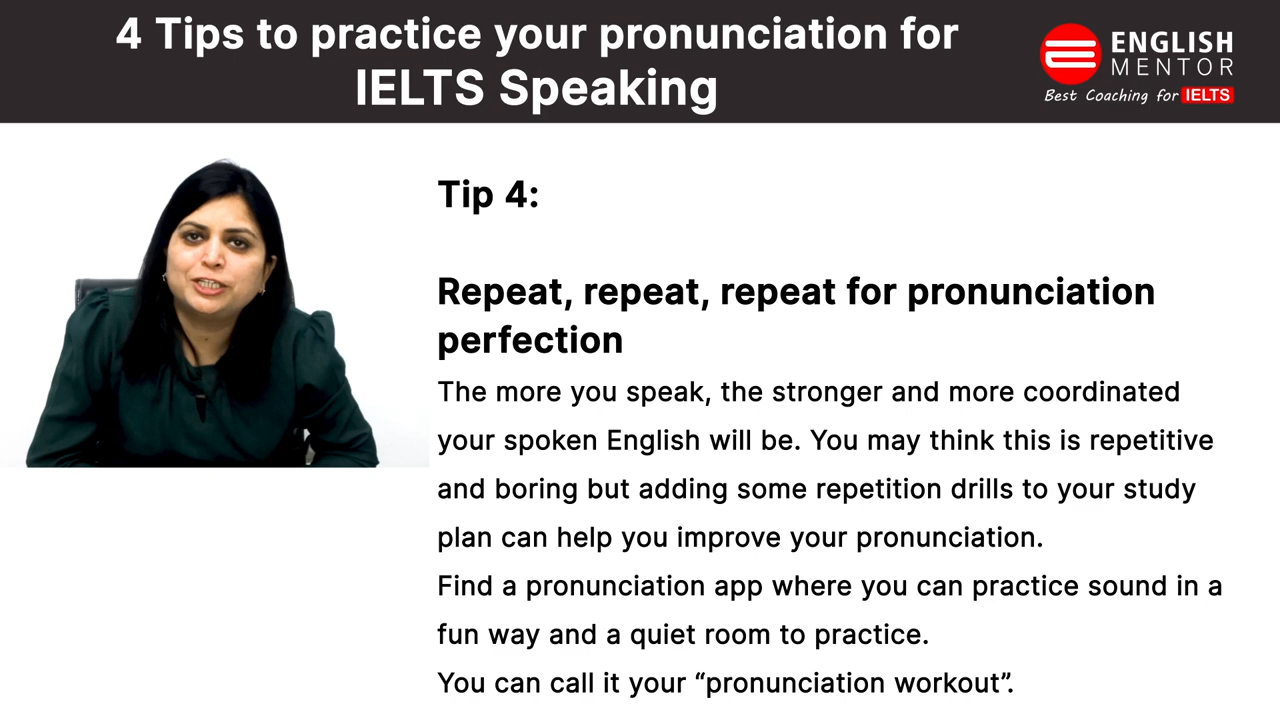 4 Tips to practice your pronunciation for
IELTS Speaking
ENGLISH
MENTOR
Best Coaching for IELTS
Tip 4:
Repeat, repeat, repeat for pronunciation
perfection
The more you speak, the stronger and more coordinated
your spoken English will be. You may think this is repetitive
and boring but adding some repetition drills to your study
plan can help you improve your pronunciation.
Find a pronunciation app where you can practice sound in a
fun way and a quiet room to practice.
You can call it your “pronunciation workout”.